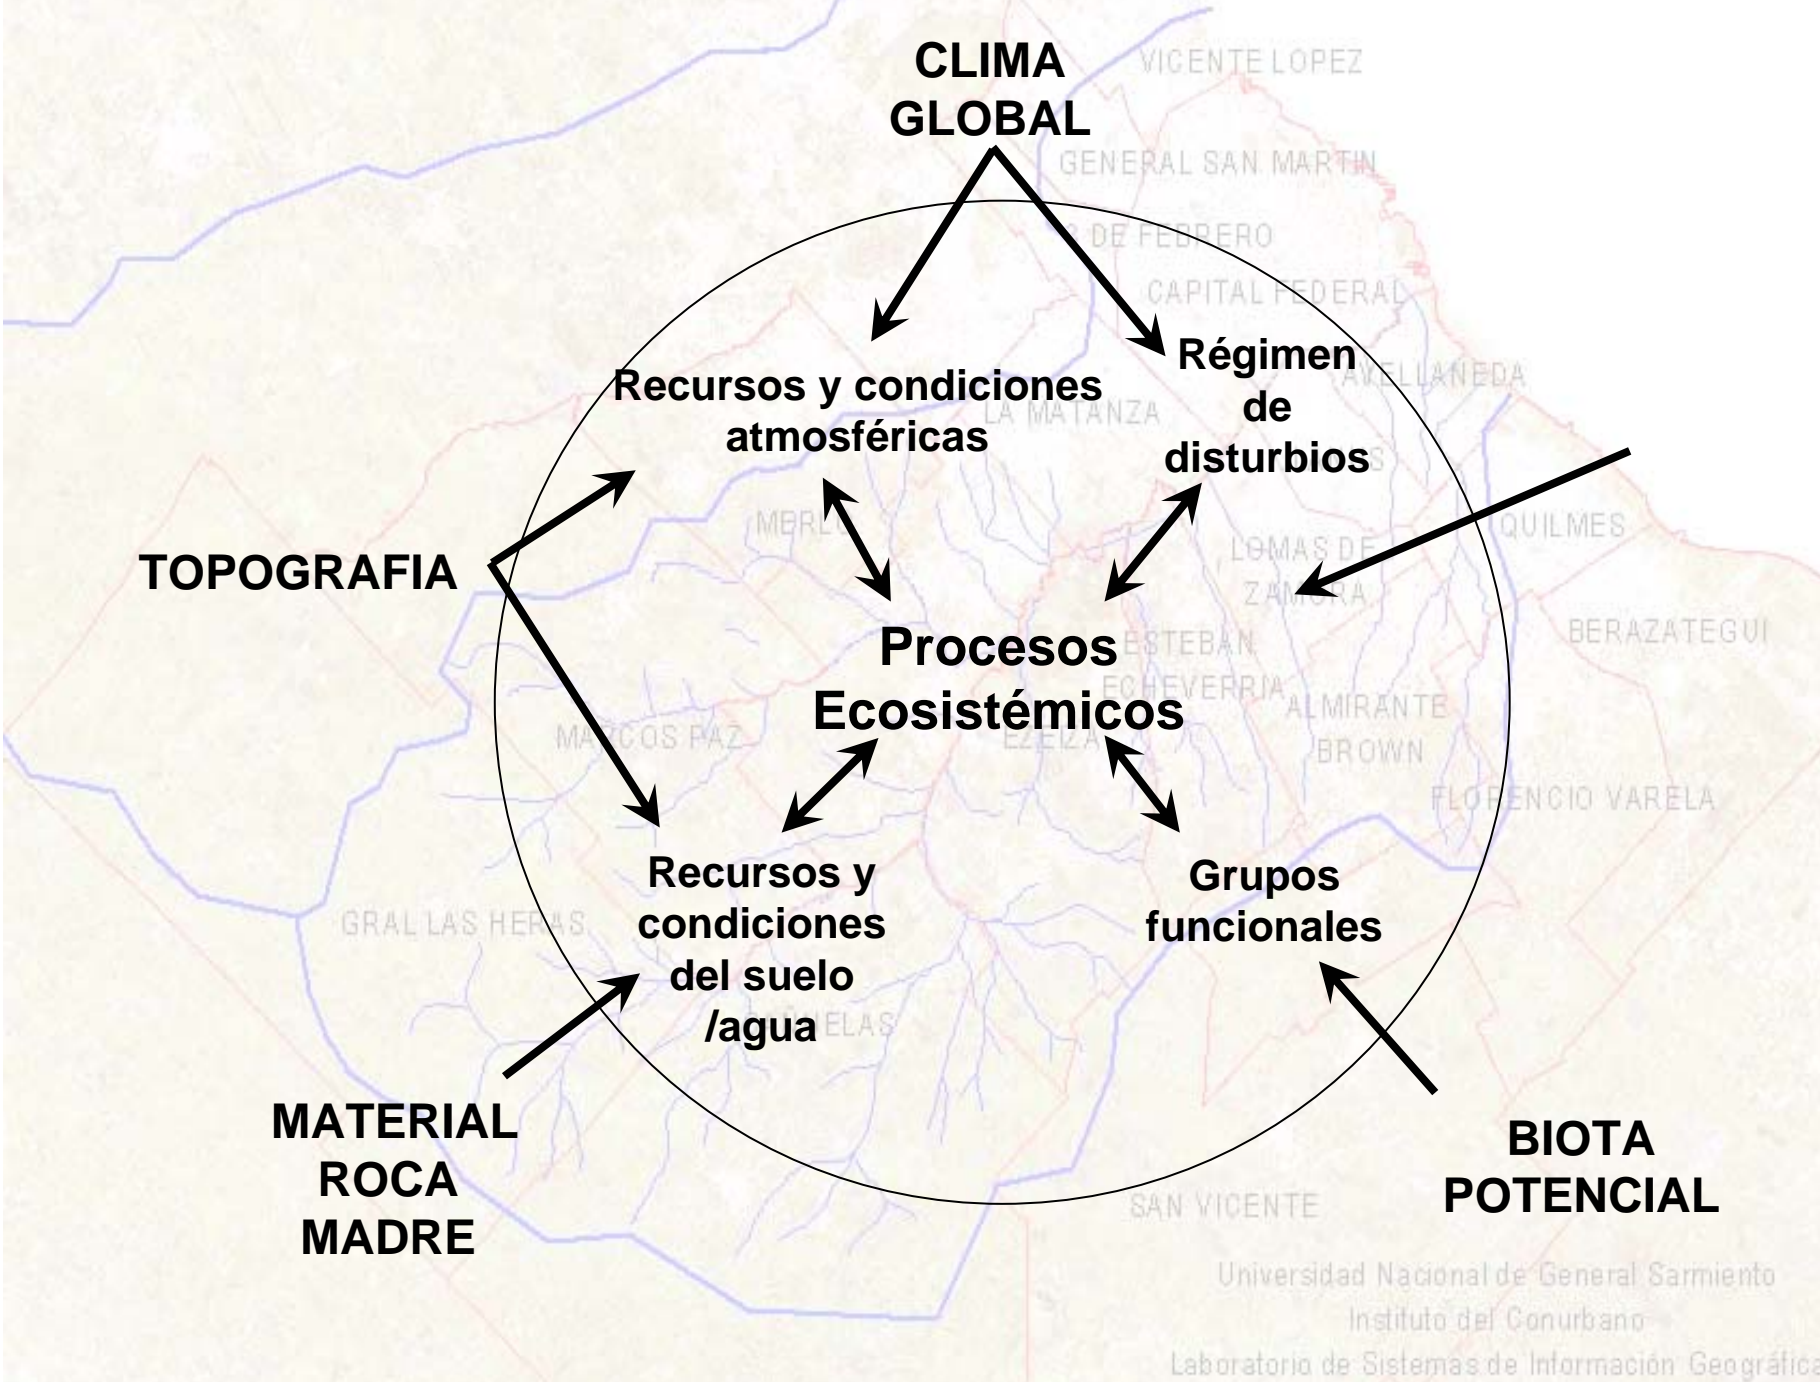 CLIMA
GLOBAL
VICENTE LOPEZ
GENERAL SAN MARTIN
3 DE FEBRERO
CAPITAL FEDERAL
Régimen
de
disturbios
AVELLANEDA
Recursos y condiciones
atmosféricas
LA MATANZA
MERLO
QUILMES
LOMAS DE
ZAMORA
TOPOGRAFIA
BERAZATEGUI
Procesos
Ecosistémicos
ESTEBAN
ECHEVERRIA
ALMIRANTE
BROWN
MARCOS PAZ
EZEIZA
FLORENCIO VARELA
Recursos y
condiciones
del suelo
/agua
Grupos
funcionales
GRAL LAS HERAS
MATERIAL
ROCA
MADRE
BIOTA
POTENCIAL
SAN VICENTE
Universidad Nacional de General Sarmiento
Instituto del Conurbano
Laboratorio de Sistemas de Información Geográfica